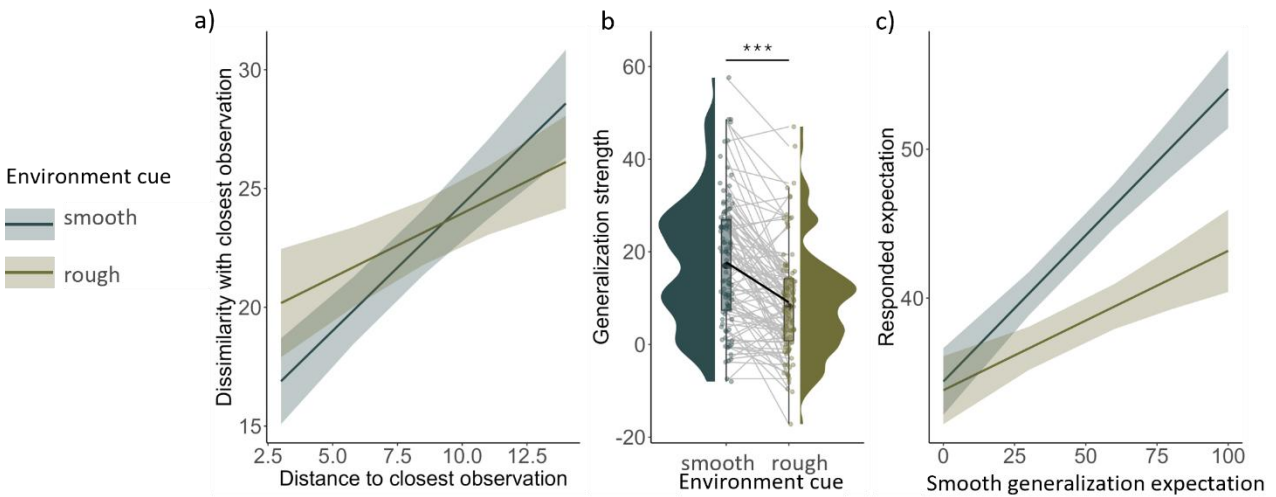 Environment cue
smooth
rough
a)
Dissimilarity with closest observation
30
25
20
15
2.5 5.0 7.5 10.0 12.5
Distance to closest observation
b
***
Generalization strength
60
40
20
0
-20
smooth rough
Environment cue
c)
Responded expectation
50
40
0 25 50 75 100
Smooth generalization expectation